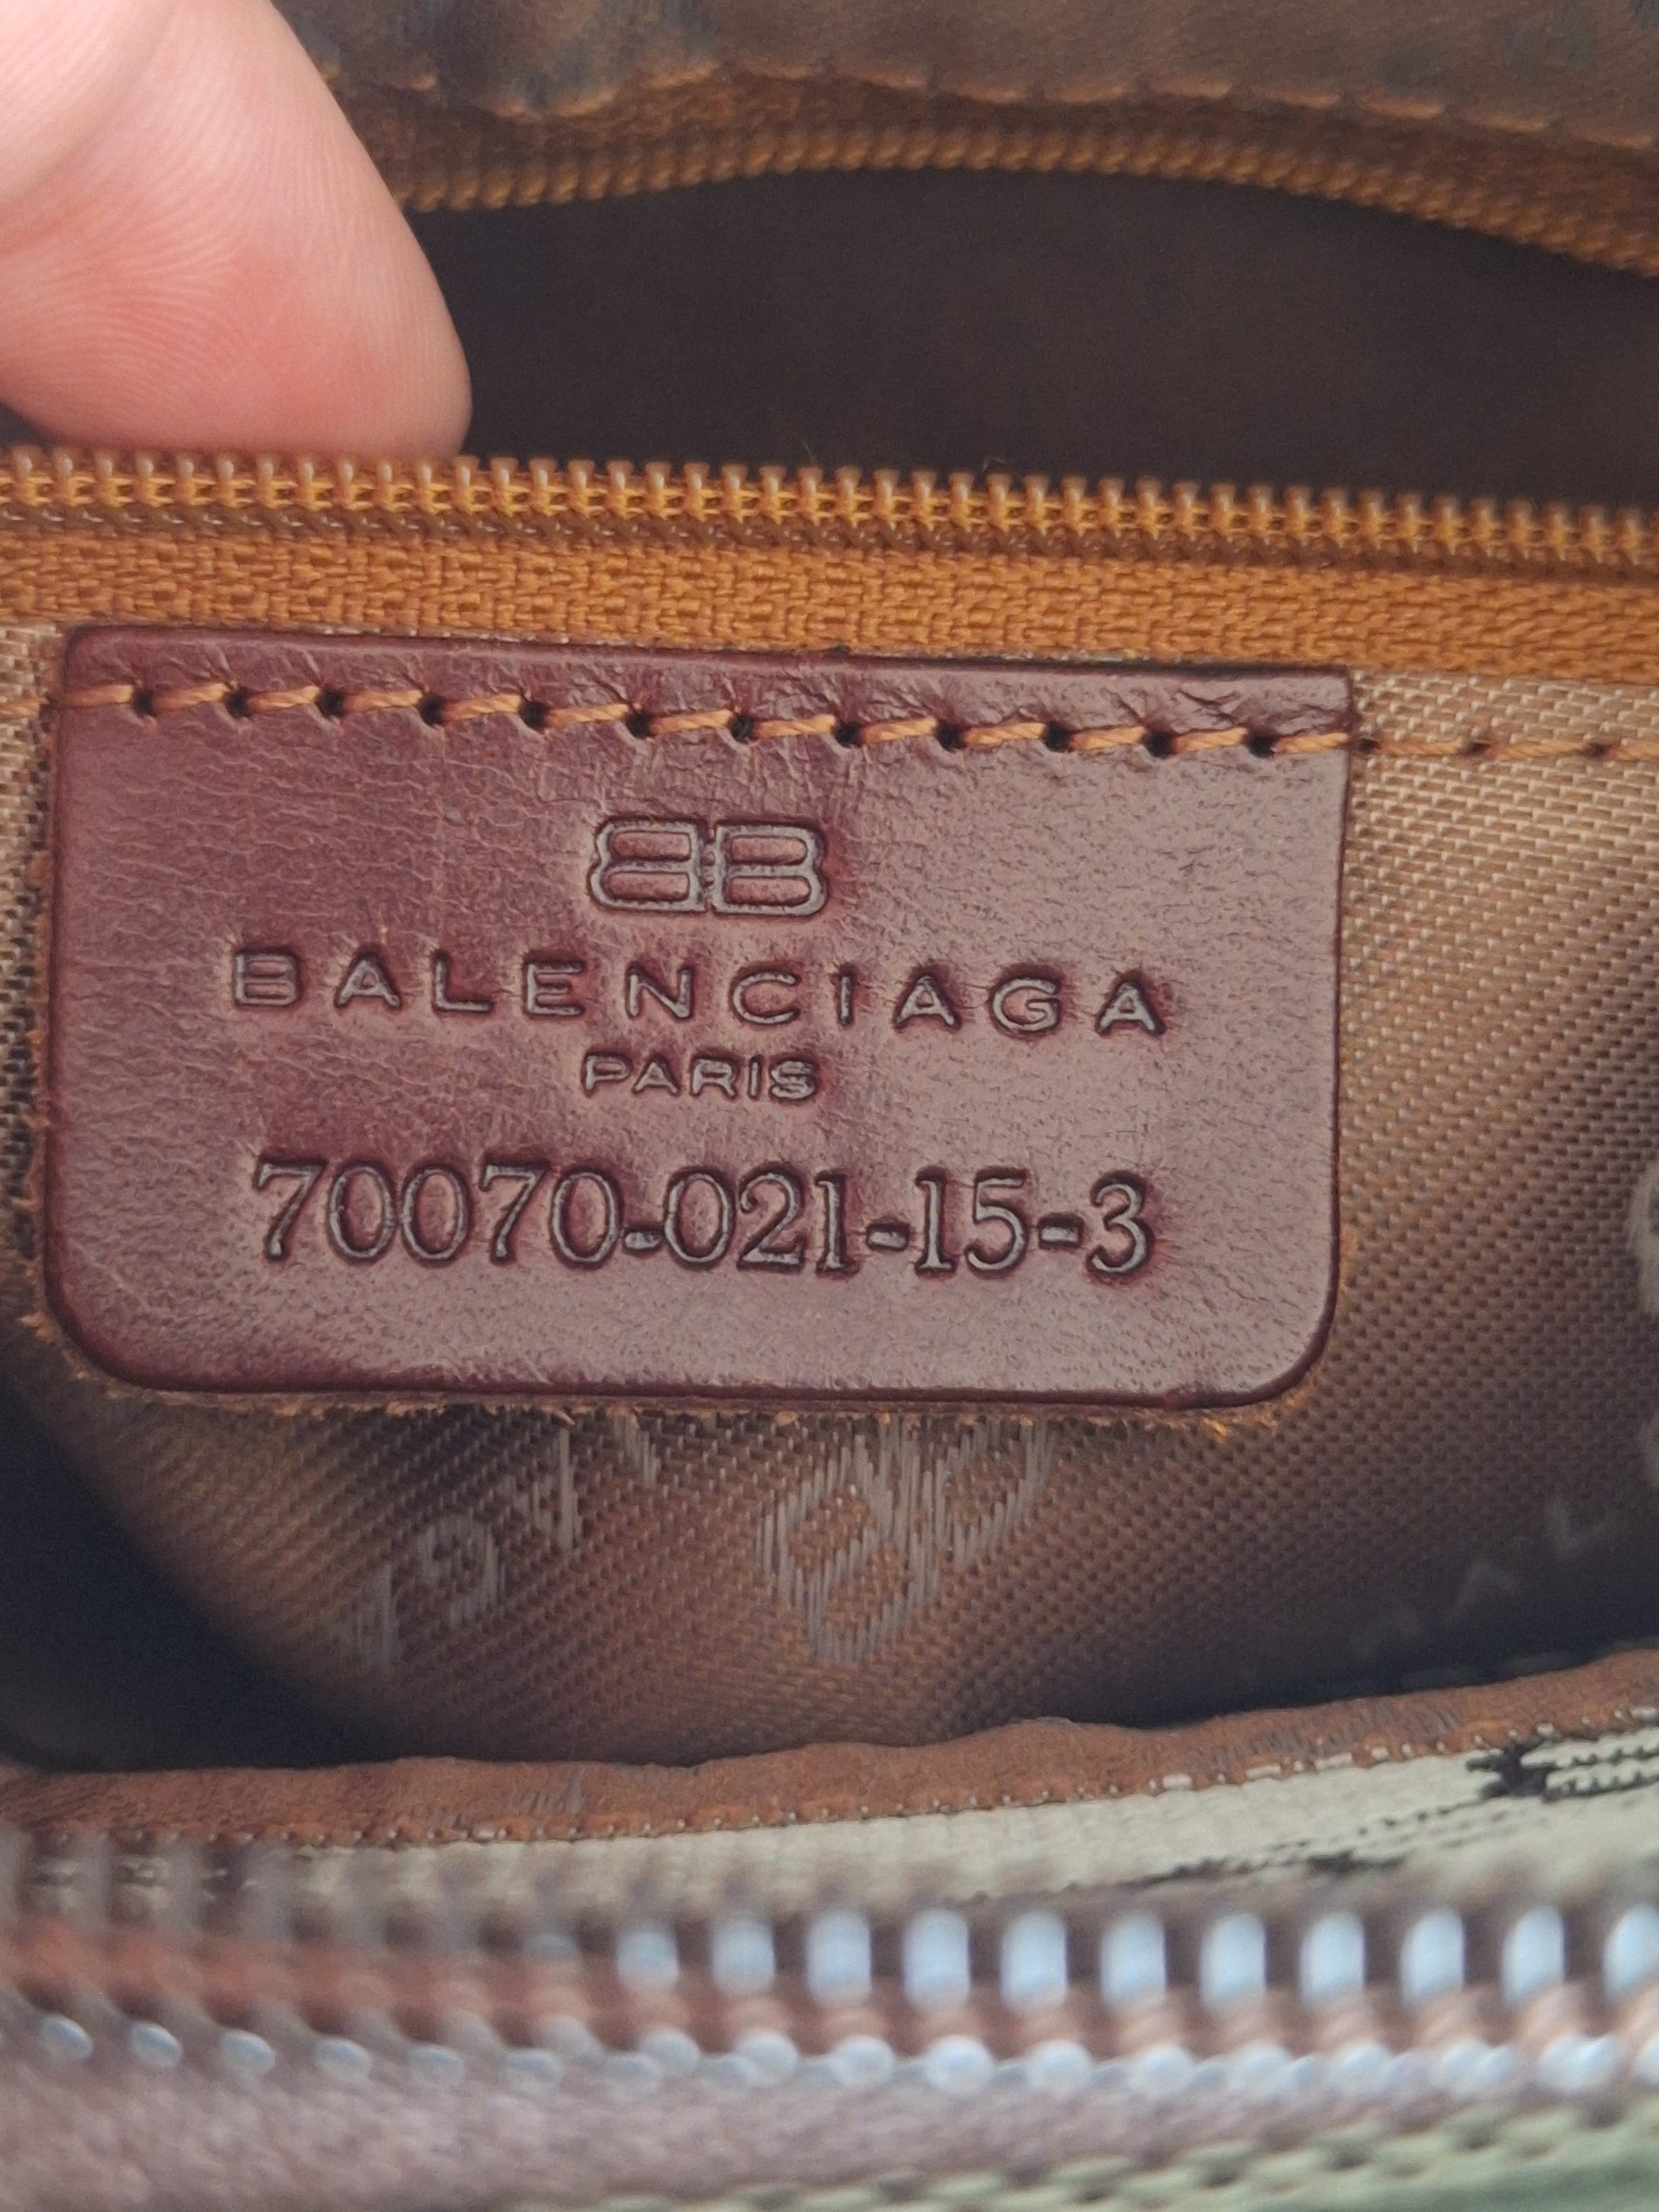 BB
BALENCIAGA
PARIS
70070-021-15-3